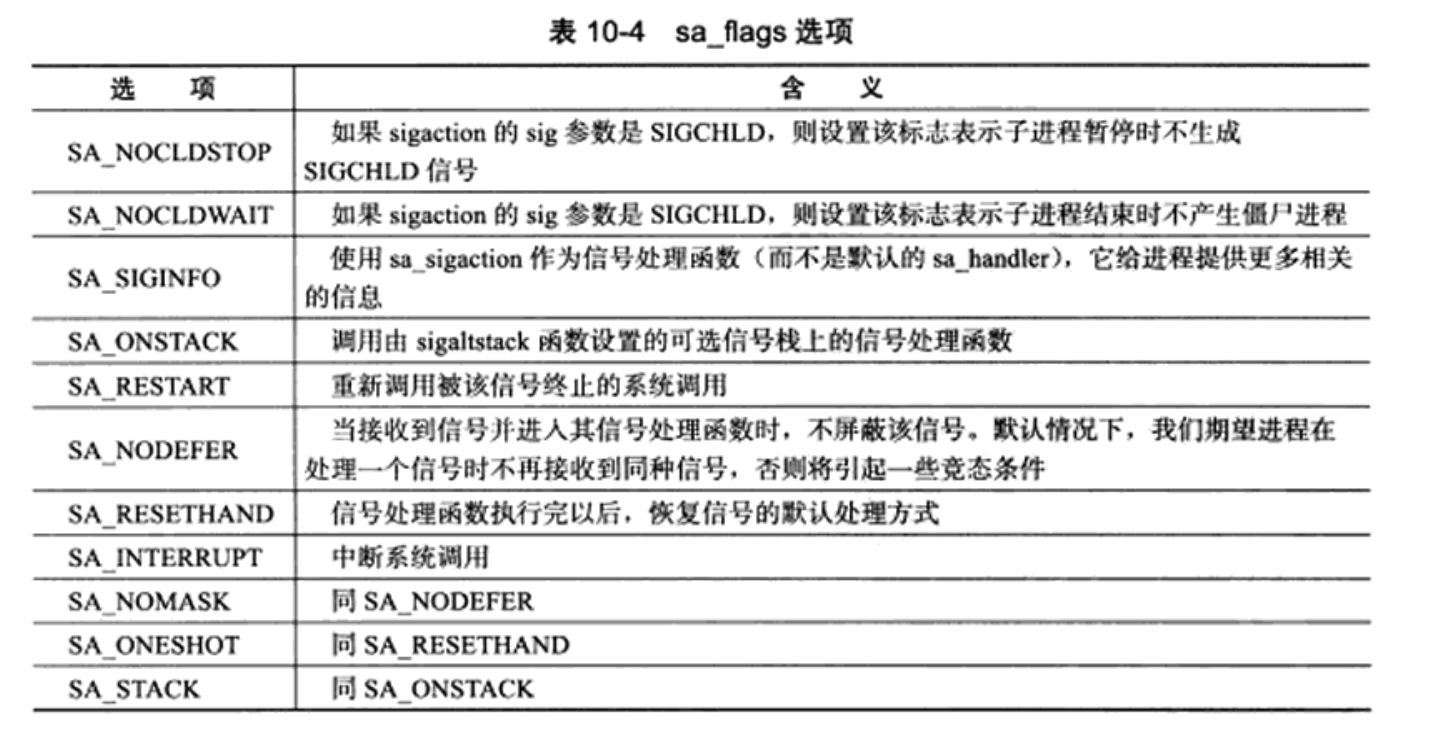 表 10-4 sa_flags 选项
选 项 含 义
SA_NOCLDSTOP 如果 sigaction 的 sig 参数是 SIGCHLD，则设置该标志表示子进程暂停时不生成
SIGCHLD 信号
SA_NOCLDWAIT 如果 sigaction 的 sig 参数是 SIGCHLD，则设置该标志表示子进程结束时不产生僵尸进程
SA_SIGINFO 使用 sa_sigaction 作为信号处理函数（而不是默认的 sa_handler），它给进程提供更多相关
的信息
SA_ONSTACK 调用由 sigaltstack 函数设置的可选信号栈上的信号处理函数
SA_RESTART 重新调用被该信号终止的系统调用
SA_NODEFER 当接收到信号并进入其信号处理函数时，不屏蔽该信号。默认情况下，我们期望进程在
处理一个信号时不再接收到同种信号，否则将引起一些竞态条件
SA_RESETHAND 信号处理函数执行完以后，恢复信号的默认处理方式
SA_INTERRUPT 中断系统调用
SA_NOMASK 同 SA_NODEFER
SA_ONESHOT 同 SA_RESETHAND
SA_STACK 同 SA_ONSTACK